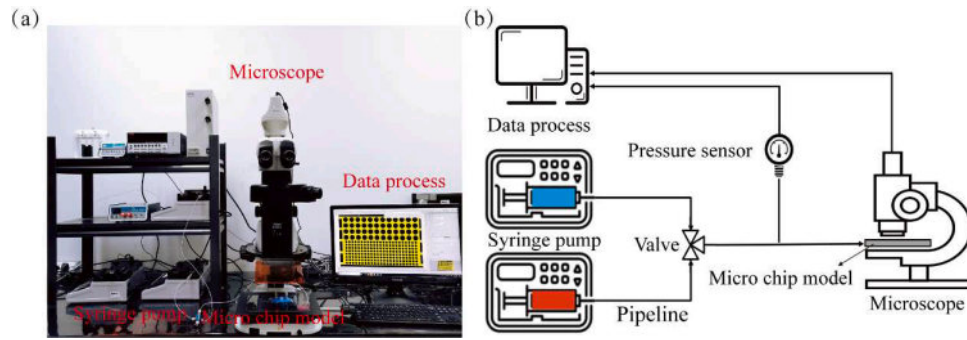 (a)
Microscope
Data process
Syringe pump
Micro chip model
(b)
Data process
Pressure sensor
Syringe pump
Valve
Micro chip model
Pipeline
Microscope